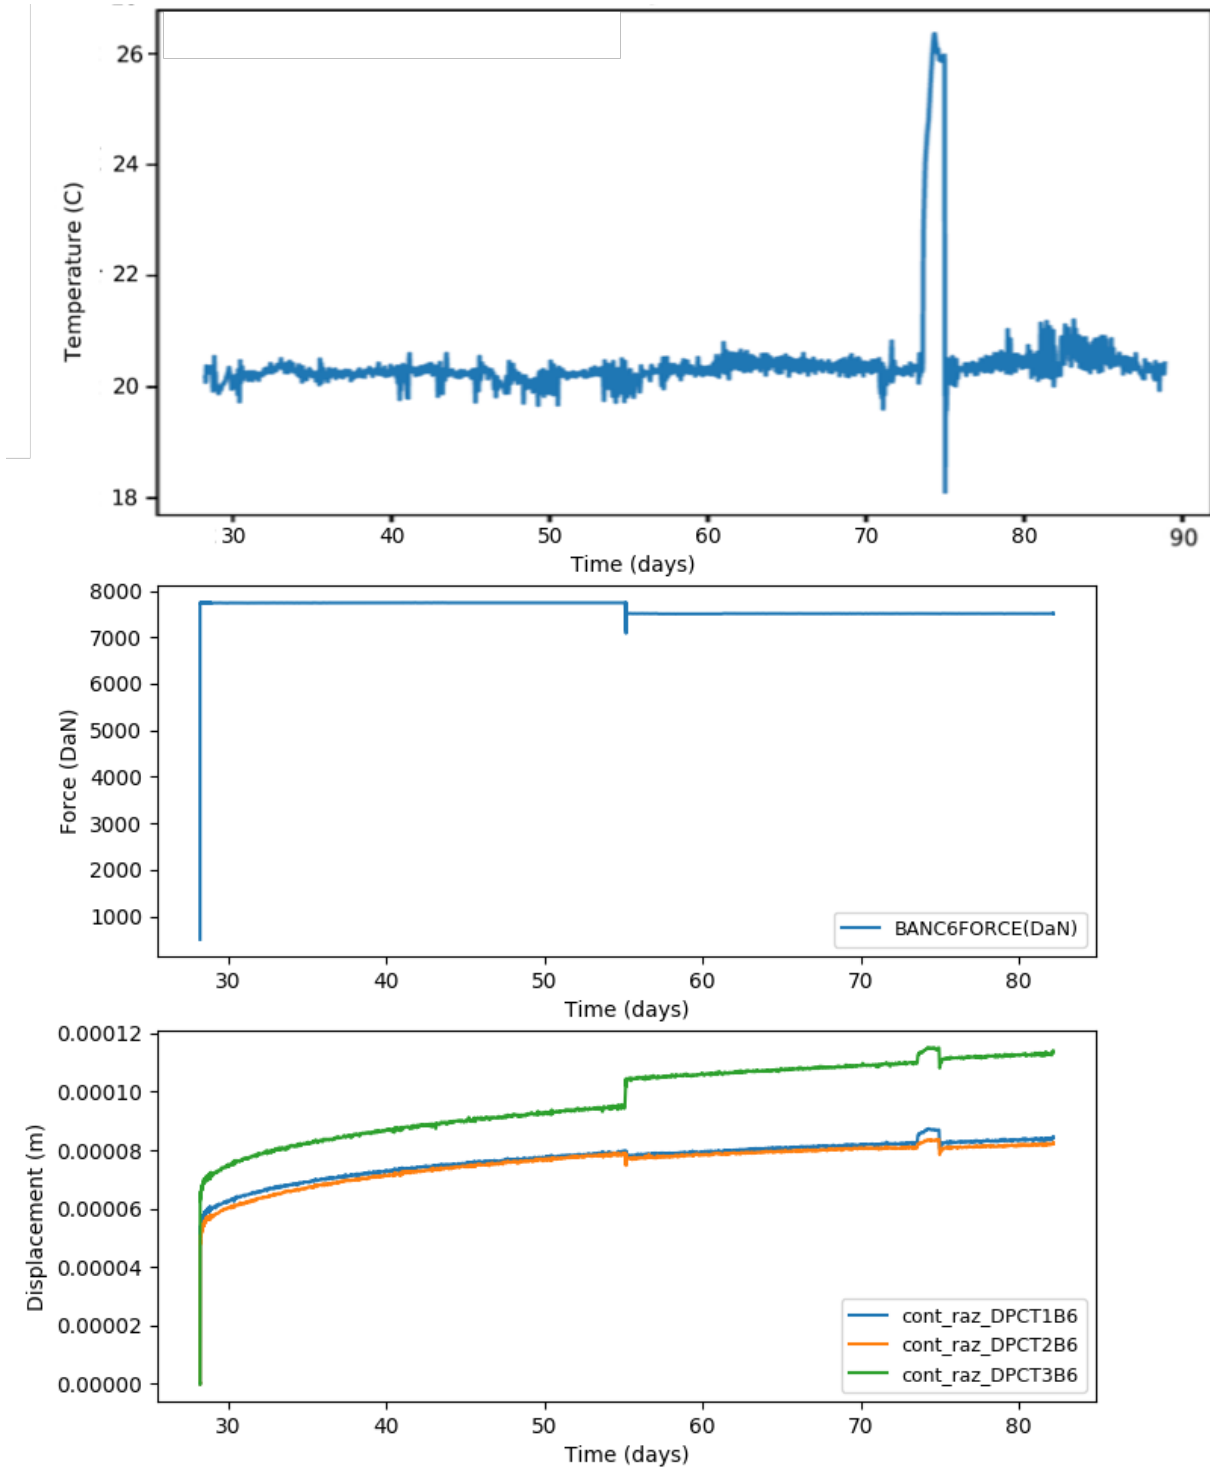 26
24
22
20
18
Temperature (C)
30 40 50 60 70 80 90
Time (days)
8000
7000
6000
5000
4000
3000
2000
1000
Force (DaN)
BANC6FORCE(DaN)
30 40 50 60 70 80
Time (days)
0.00012
0.00010
0.00008
0.00006
0.00004
0.00002
0.00000
Displacement (m)
cont_raz_DPCT1B6
cont_raz_DPCT2B6
cont_raz_DPCT3B6
30 40 50 60 70 80
Time (days)